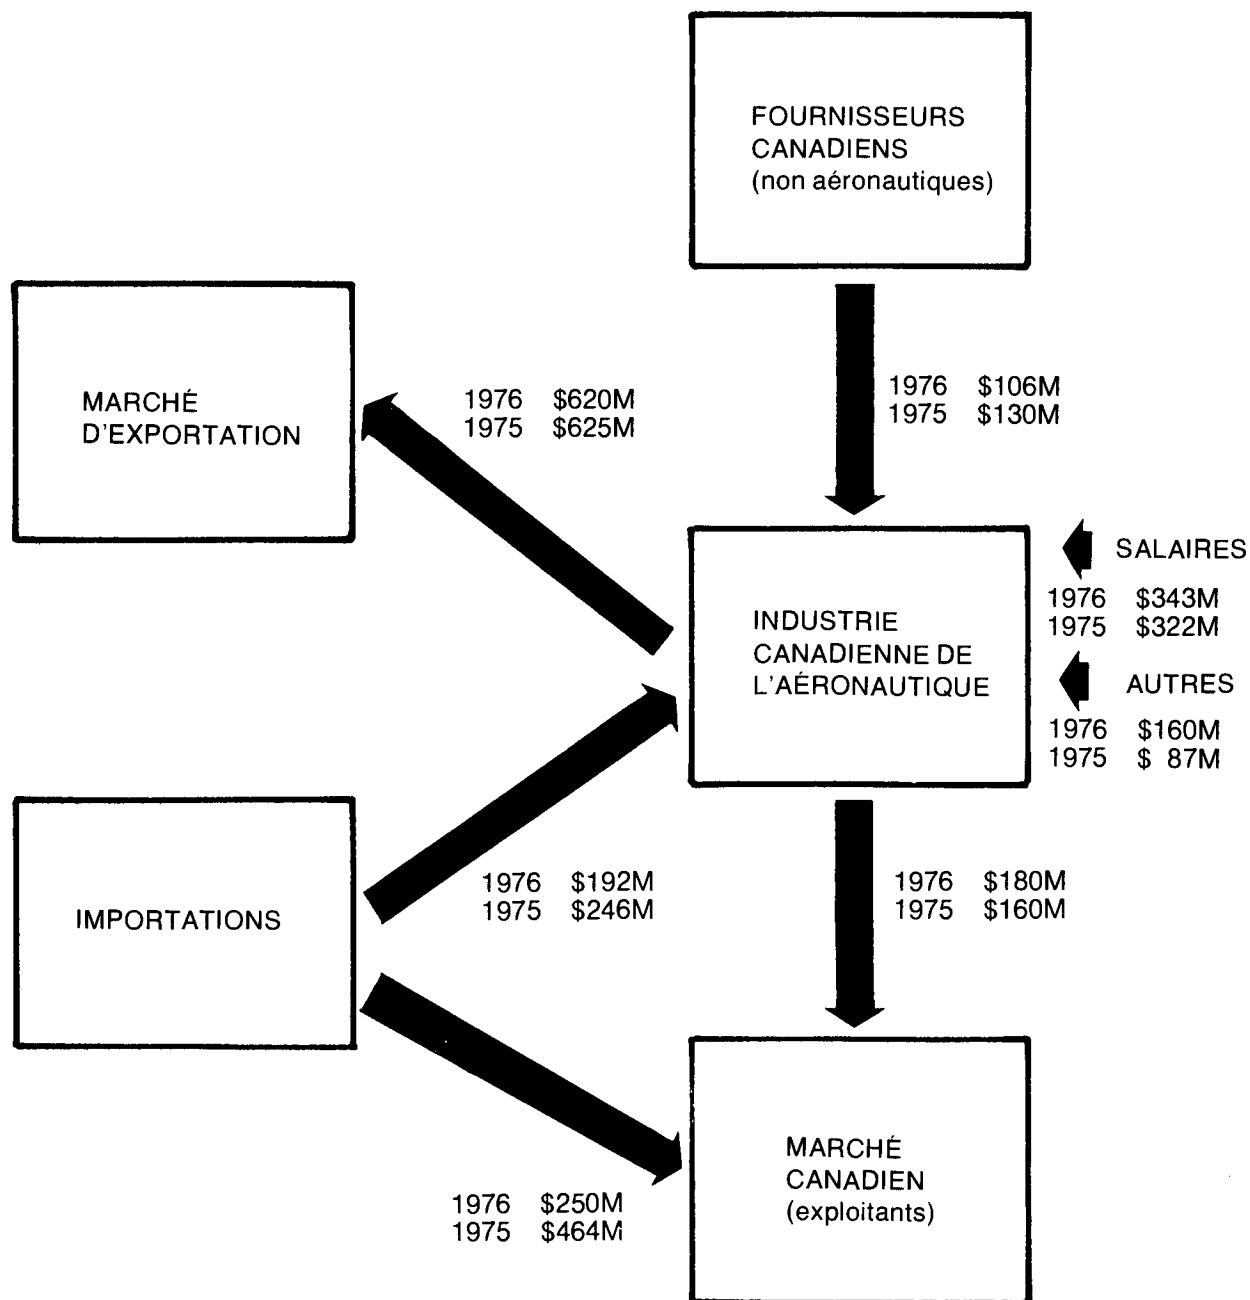 FOURNISSEURS
CANADIENS
(non aéronautiques)
MARCHÉ
D'EXPORTATION
1976 $620M
1975 $625M
1976 $106M
1975 $130M
INDUSTRIE
CANADIENNE DE
L'AÉRONAUTIQUE
SALAIRES
1976 $343M
1975 $322M
AUTRES
1976 $160M
1975 $ 87M
IMPORTATIONS
1976 $192M
1975 $246M
1976 $180M
1975 $160M
1976 $250M
1975 $464M
MARCHÉ
CANADIEN
(exploitants)